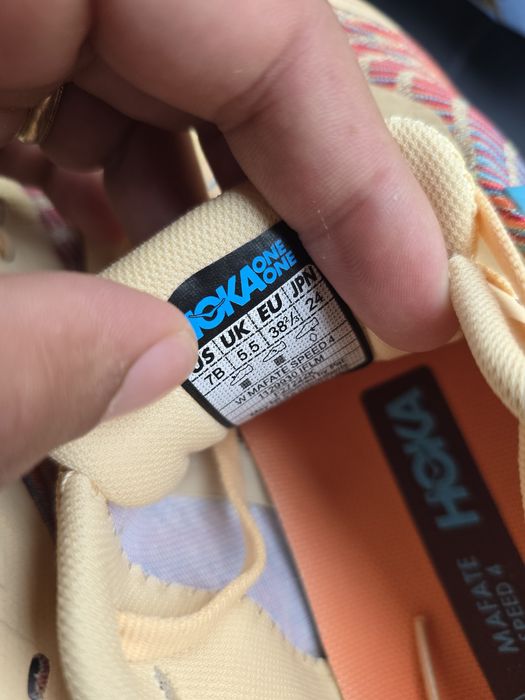 HOKA ONE ONE
US UK EU JPN
7B 5.5 38²/₃ 24
W MAFATE SPEED 4
HOKA
MAFATE
SPEED 4